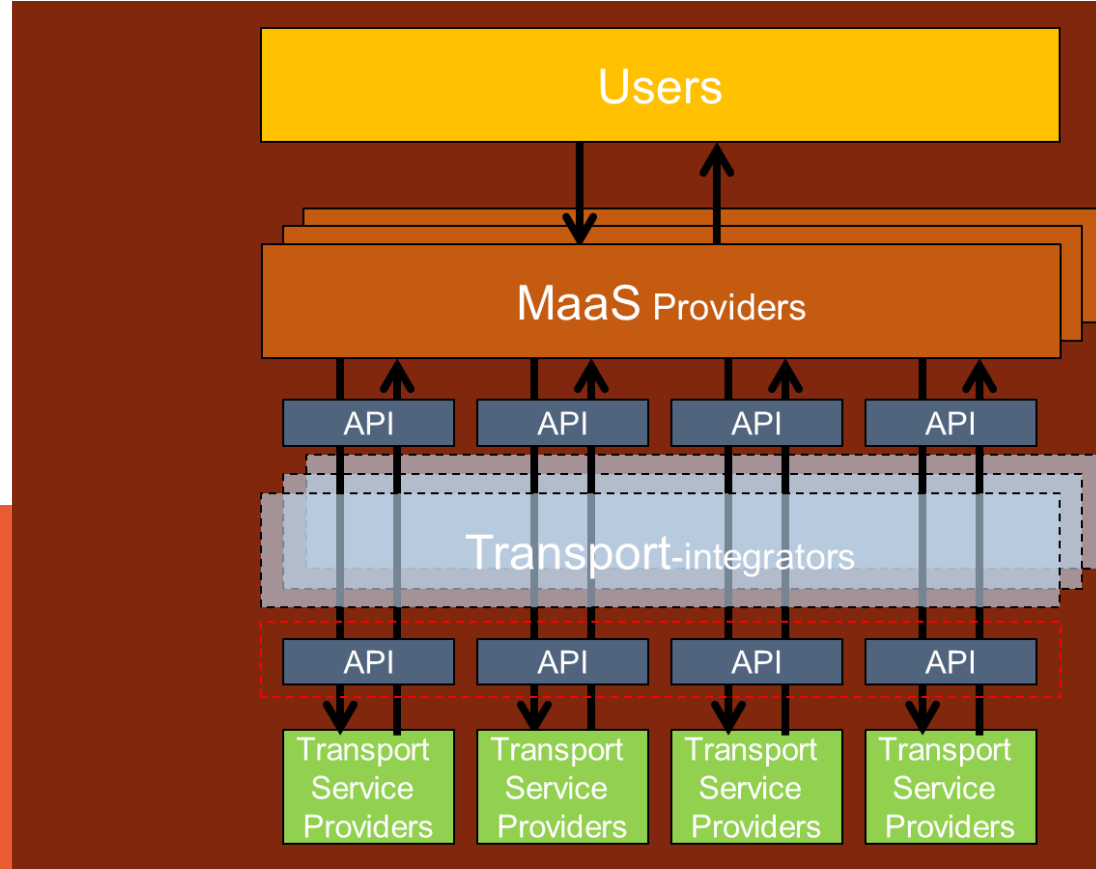 Users
MaaS Providers
API API API API
Transport-integrators
API API API API
Transport Transport Transport Transport
Service Service Service Service
Providers Providers Providers Providers